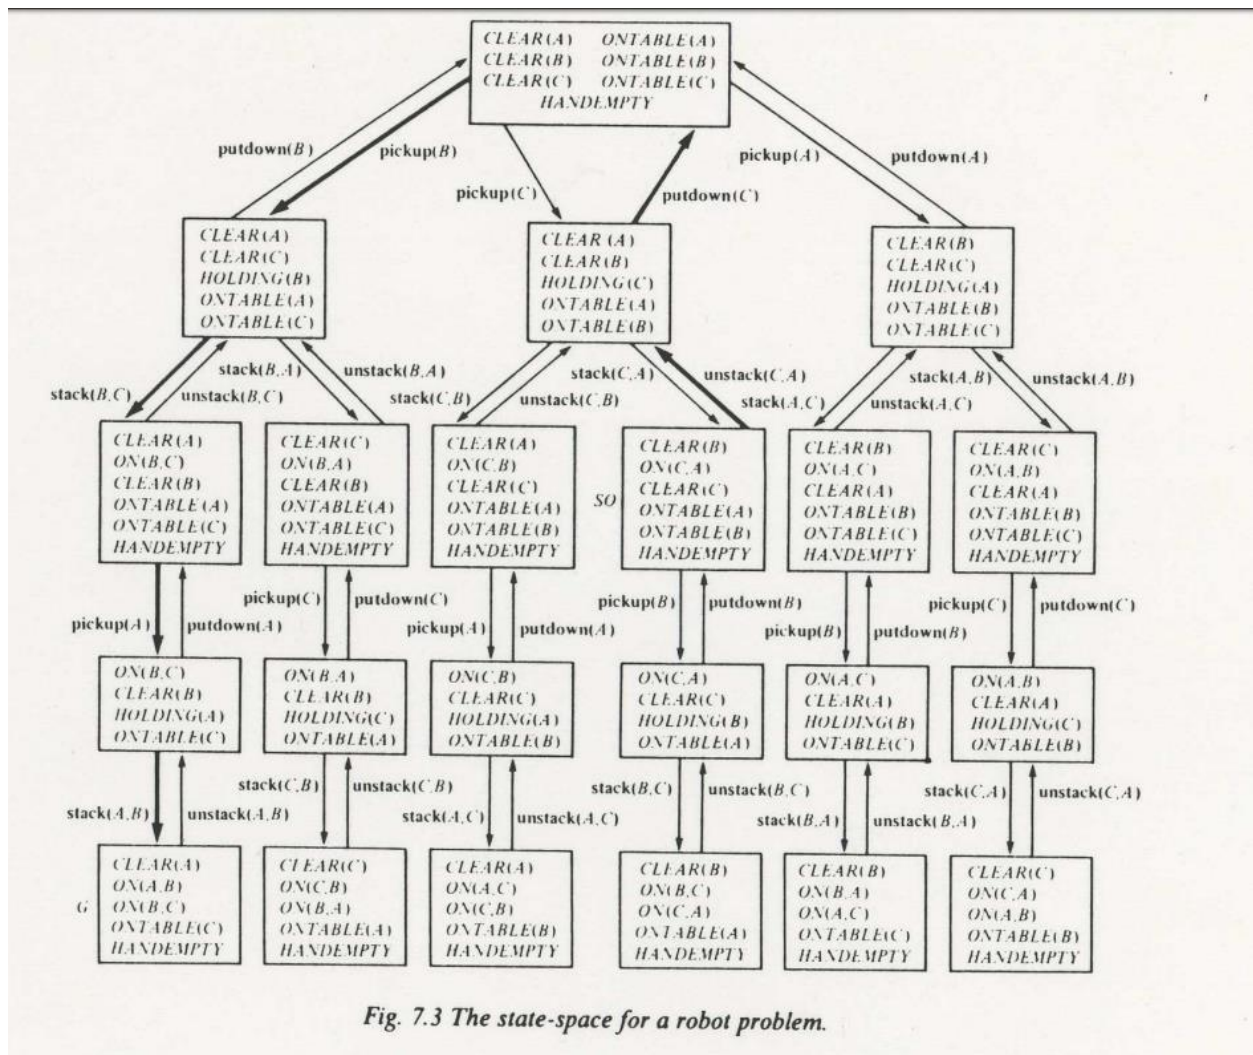 CLEAR(A) ONTABLE(A)
CLEAR(B) ONTABLE(B)
CLEAR(C) ONTABLE(C)
HANDEMPTY
putdown(B)
pickup(B)
pickup(C)
putdown(C)
pickup(A)
putdown(A)
CLEAR(A)
CLEAR(C)
HOLDING(B)
ONTABLE(A)
ONTABLE(C)
CLEAR (A)
CLEAR(B)
HOLDING(C)
ONTABLE(A)
ONTABLE(B)
CLEAR(B)
CLEAR(C)
HOLDING(A)
ONTABLE(B)
ONTABLE(C)
stack(B,C)
unstack(B,C)
stack(B,A)
unstack(B,A)
stack(C,B)
unstack(C,B)
stack(C,A)
unstack(C,A)
stack(A,C)
unstack(A,C)
stack(A,B)
unstack(A,B)
CLEAR(A)
ON(B,C)
CLEAR(B)
ONTABLE(A)
ONTABLE(C)
HANDEMPTY
CLEAR(C)
ON(B,A)
CLEAR(B)
ONTABLE(A)
ONTABLE(C)
HANDEMPTY
CLEAR(A)
ON(C,B)
CLEAR(C)
ONTABLE(A)
ONTABLE(B)
HANDEMPTY
SO
CLEAR(B)
ON(C,A)
CLEAR(C)
ONTABLE(A)
ONTABLE(B)
HANDEMPTY
CLEAR(B)
ON(A,C)
CLEAR(A)
ONTABLE(B)
ONTABLE(C)
HANDEMPTY
CLEAR(C)
ON(A,B)
CLEAR(A)
ONTABLE(B)
ONTABLE(C)
HANDEMPTY
pickup(A)
putdown(A)
pickup(C)
putdown(C)
pickup(A)
putdown(A)
pickup(B)
putdown(B)
pickup(B)
putdown(B)
pickup(C)
putdown(C)
ON(B,C)
CLEAR(B)
HOLDING(A)
ONTABLE(C)
ON(B,A)
CLEAR(B)
HOLDING(C)
ONTABLE(A)
ON(C,B)
CLEAR(C)
HOLDING(A)
ONTABLE(B)
ON(C,A)
CLEAR(C)
HOLDING(B)
ONTABLE(A)
ON(A,C)
CLEAR(A)
HOLDING(B)
ONTABLE(C)
ON(A,B)
CLEAR(A)
HOLDING(C)
ONTABLE(B)
stack(A,B)
unstack(A,B)
stack(C,B)
unstack(C,B)
stack(A,C)
unstack(A,C)
stack(B,C)
unstack(B,C)
stack(B,A)
unstack(B,A)
stack(C,A)
unstack(C,A)
G
CLEAR(A)
ON(A,B)
ON(B,C)
ONTABLE(C)
HANDEMPTY
CLEAR(C)
ON(C,B)
ON(B,A)
ONTABLE(A)
HANDEMPTY
CLEAR(A)
ON(A,C)
ON(C,B)
ONTABLE(B)
HANDEMPTY
CLEAR(B)
ON(B,C)
ON(C,A)
ONTABLE(A)
HANDEMPTY
CLEAR(B)
ON(B,A)
ON(A,C)
ONTABLE(C)
HANDEMPTY
CLEAR(C)
ON(C,A)
ON(A,B)
ONTABLE(B)
HANDEMPTY
Fig. 7.3 The state-space for a robot problem.